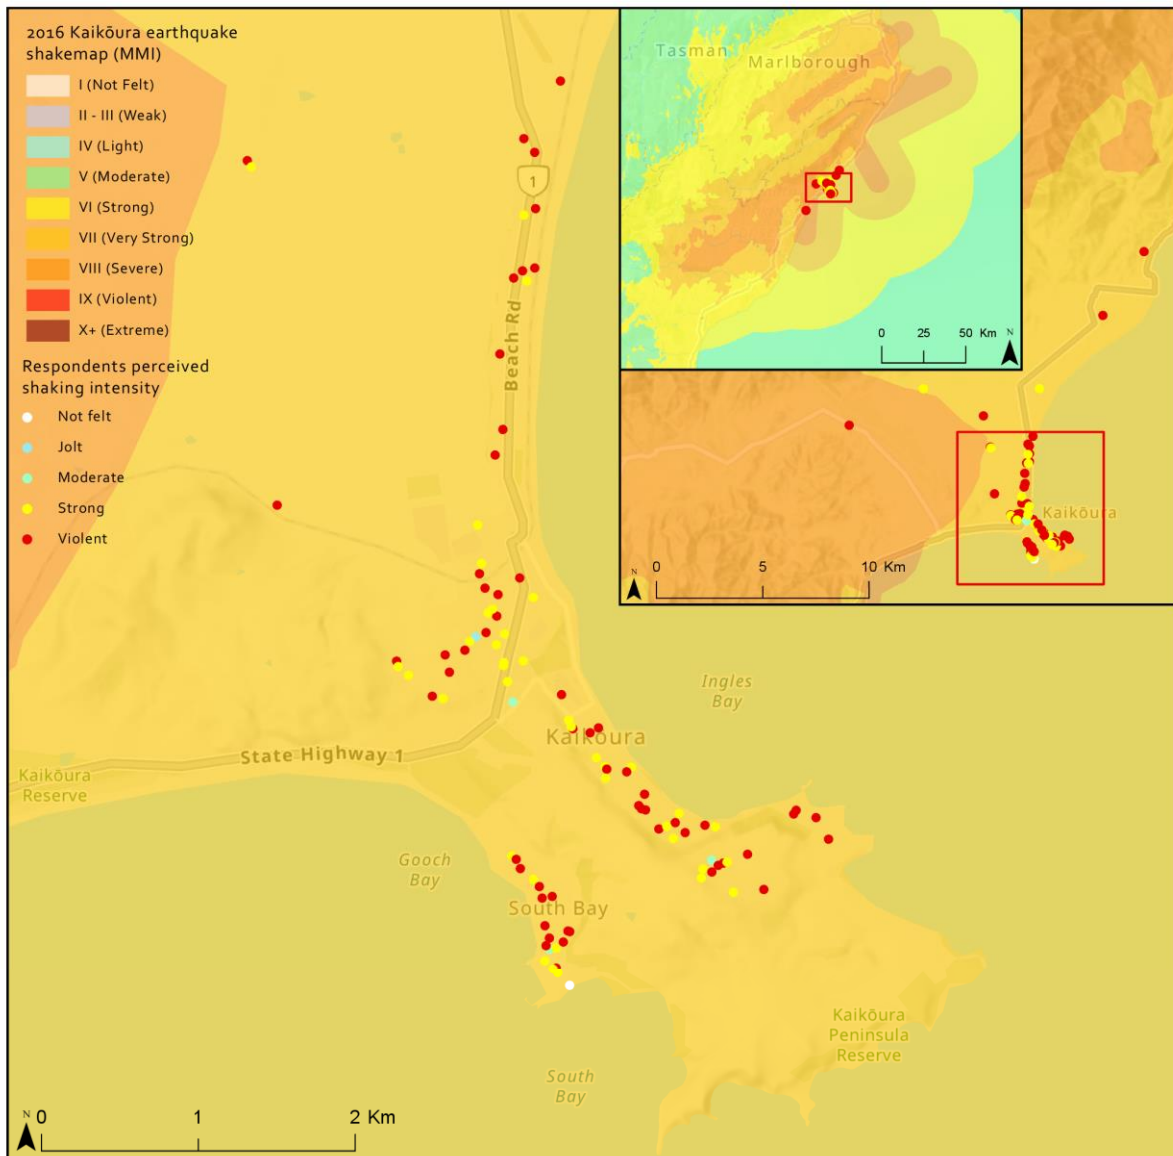 2016 Kaikōura earthquake
shakemap (MMI)
I (Not Felt)
II - III (Weak)
IV (Light)
V (Moderate)
VI (Strong)
VII (Very Strong)
VIII (Severe)
IX (Violent)
X+ (Extreme)
Respondents perceived
shaking intensity
Not felt
Jolt
Moderate
Strong
Violent
1
Beach Rd
Tasman
Marlborough
0 25 50 Km
N
Kaikōura
N
0 5 10 Km
Ingles
Bay
Kaikōura
State Highway 1
Kaikōura
Reserve
Gooch
Bay
South Bay
Kaikōura
Peninsula
Reserve
South
Bay
N
0 1 2 Km